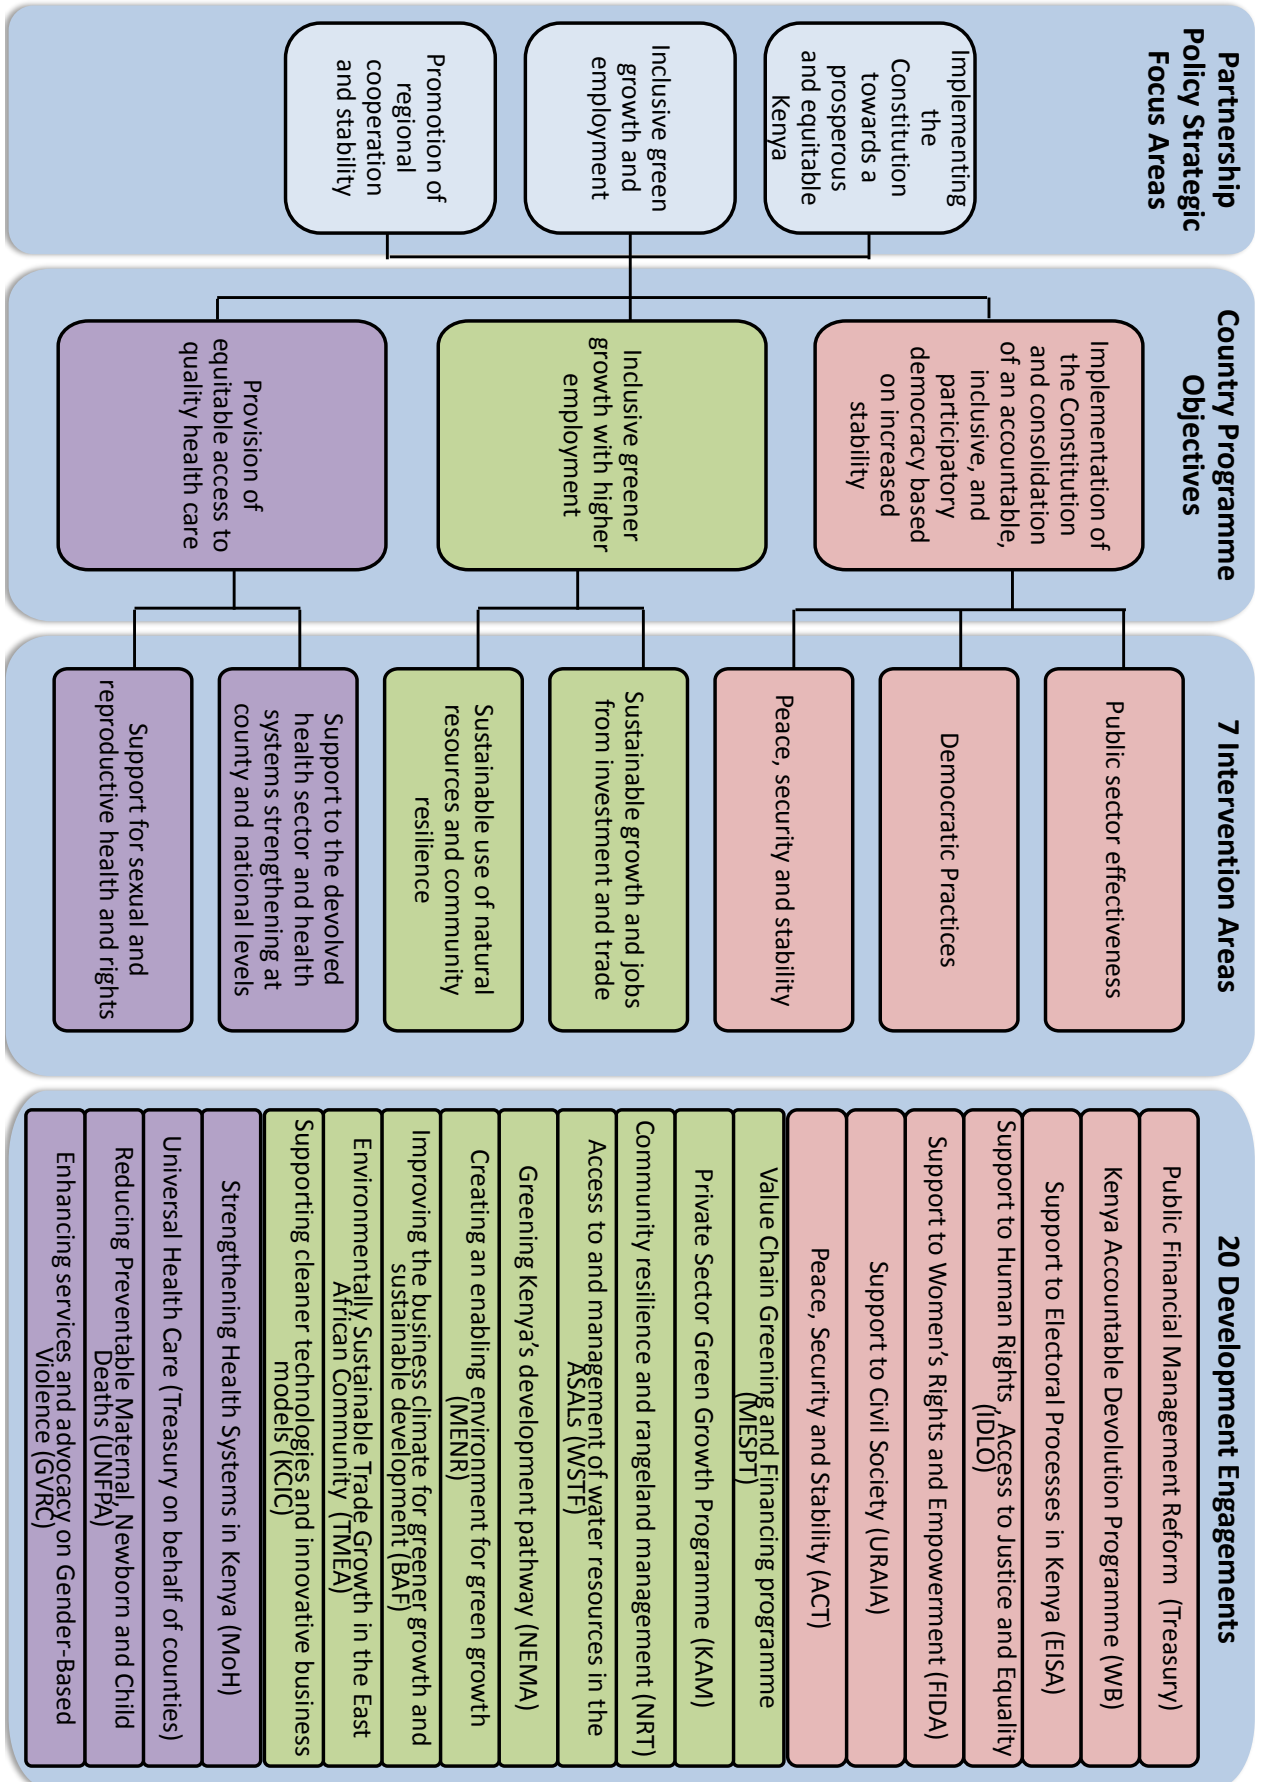 Partnership
Policy Strategic
Focus Areas
Implementing
the
Constitution
towards a
prosperous
and equitable
Kenya
Inclusive green
growth and
employment
Promotion of
regional
cooperation
and stability
Country Programme
Objectives
Implementation of
the Constitution
and consolidation
of an accountable,
inclusive, and
participatory
democracy based
on increased
stability
Inclusive greener
growth with higher
employment
Provision of
equitable access to
quality health care
7 Intervention Areas
Public sector effectiveness
Democratic Practices
Peace, security and stability
Sustainable growth and jobs
from investment and trade
Sustainable use of natural
resources and community
resilience
Support to the devolved
health sector and health
systems strengthening at
county and national levels
Support for sexual and
reproductive health and rights
20 Development Engagements
Public Financial Management Reform (Treasury)
Kenya Accountable Devolution Programme (WB)
Support to Electoral Processes in Kenya (EISA)
Support to Human Rights , Access to Justice and Equality
(IDLO)
Support to Women's Rights and Empowerment (FIDA)
Support to Civil Society (URAIA)
Peace, Security and Stability (ACT)
Value Chain Greening and Financing programme
(MESPT)
Private Sector Green Growth Programme (KAM)
Community resilience and rangeland management (NRT)
Access to and management of water resources in the
ASALs (WSTF)
Greening Kenya's development pathway (NEMA)
Creating an enabling environment for green growth
(MENR)
Improving the business climate for greener growth and
sustainable development (BAF)
Environmentally Sustainable Trade Growth in the East
African Community (TMEA)
Supporting cleaner technologies and innovative business
models (KCIC)
Strengthening Health Systems in Kenya (MoH)
Universal Health Care (Treasury on behalf of counties)
Reducing Preventable Maternal, Newborn and Child
Deaths (UNFPA)
Enhancing services and advocacy on Gender-Based
Violence (GVRC)